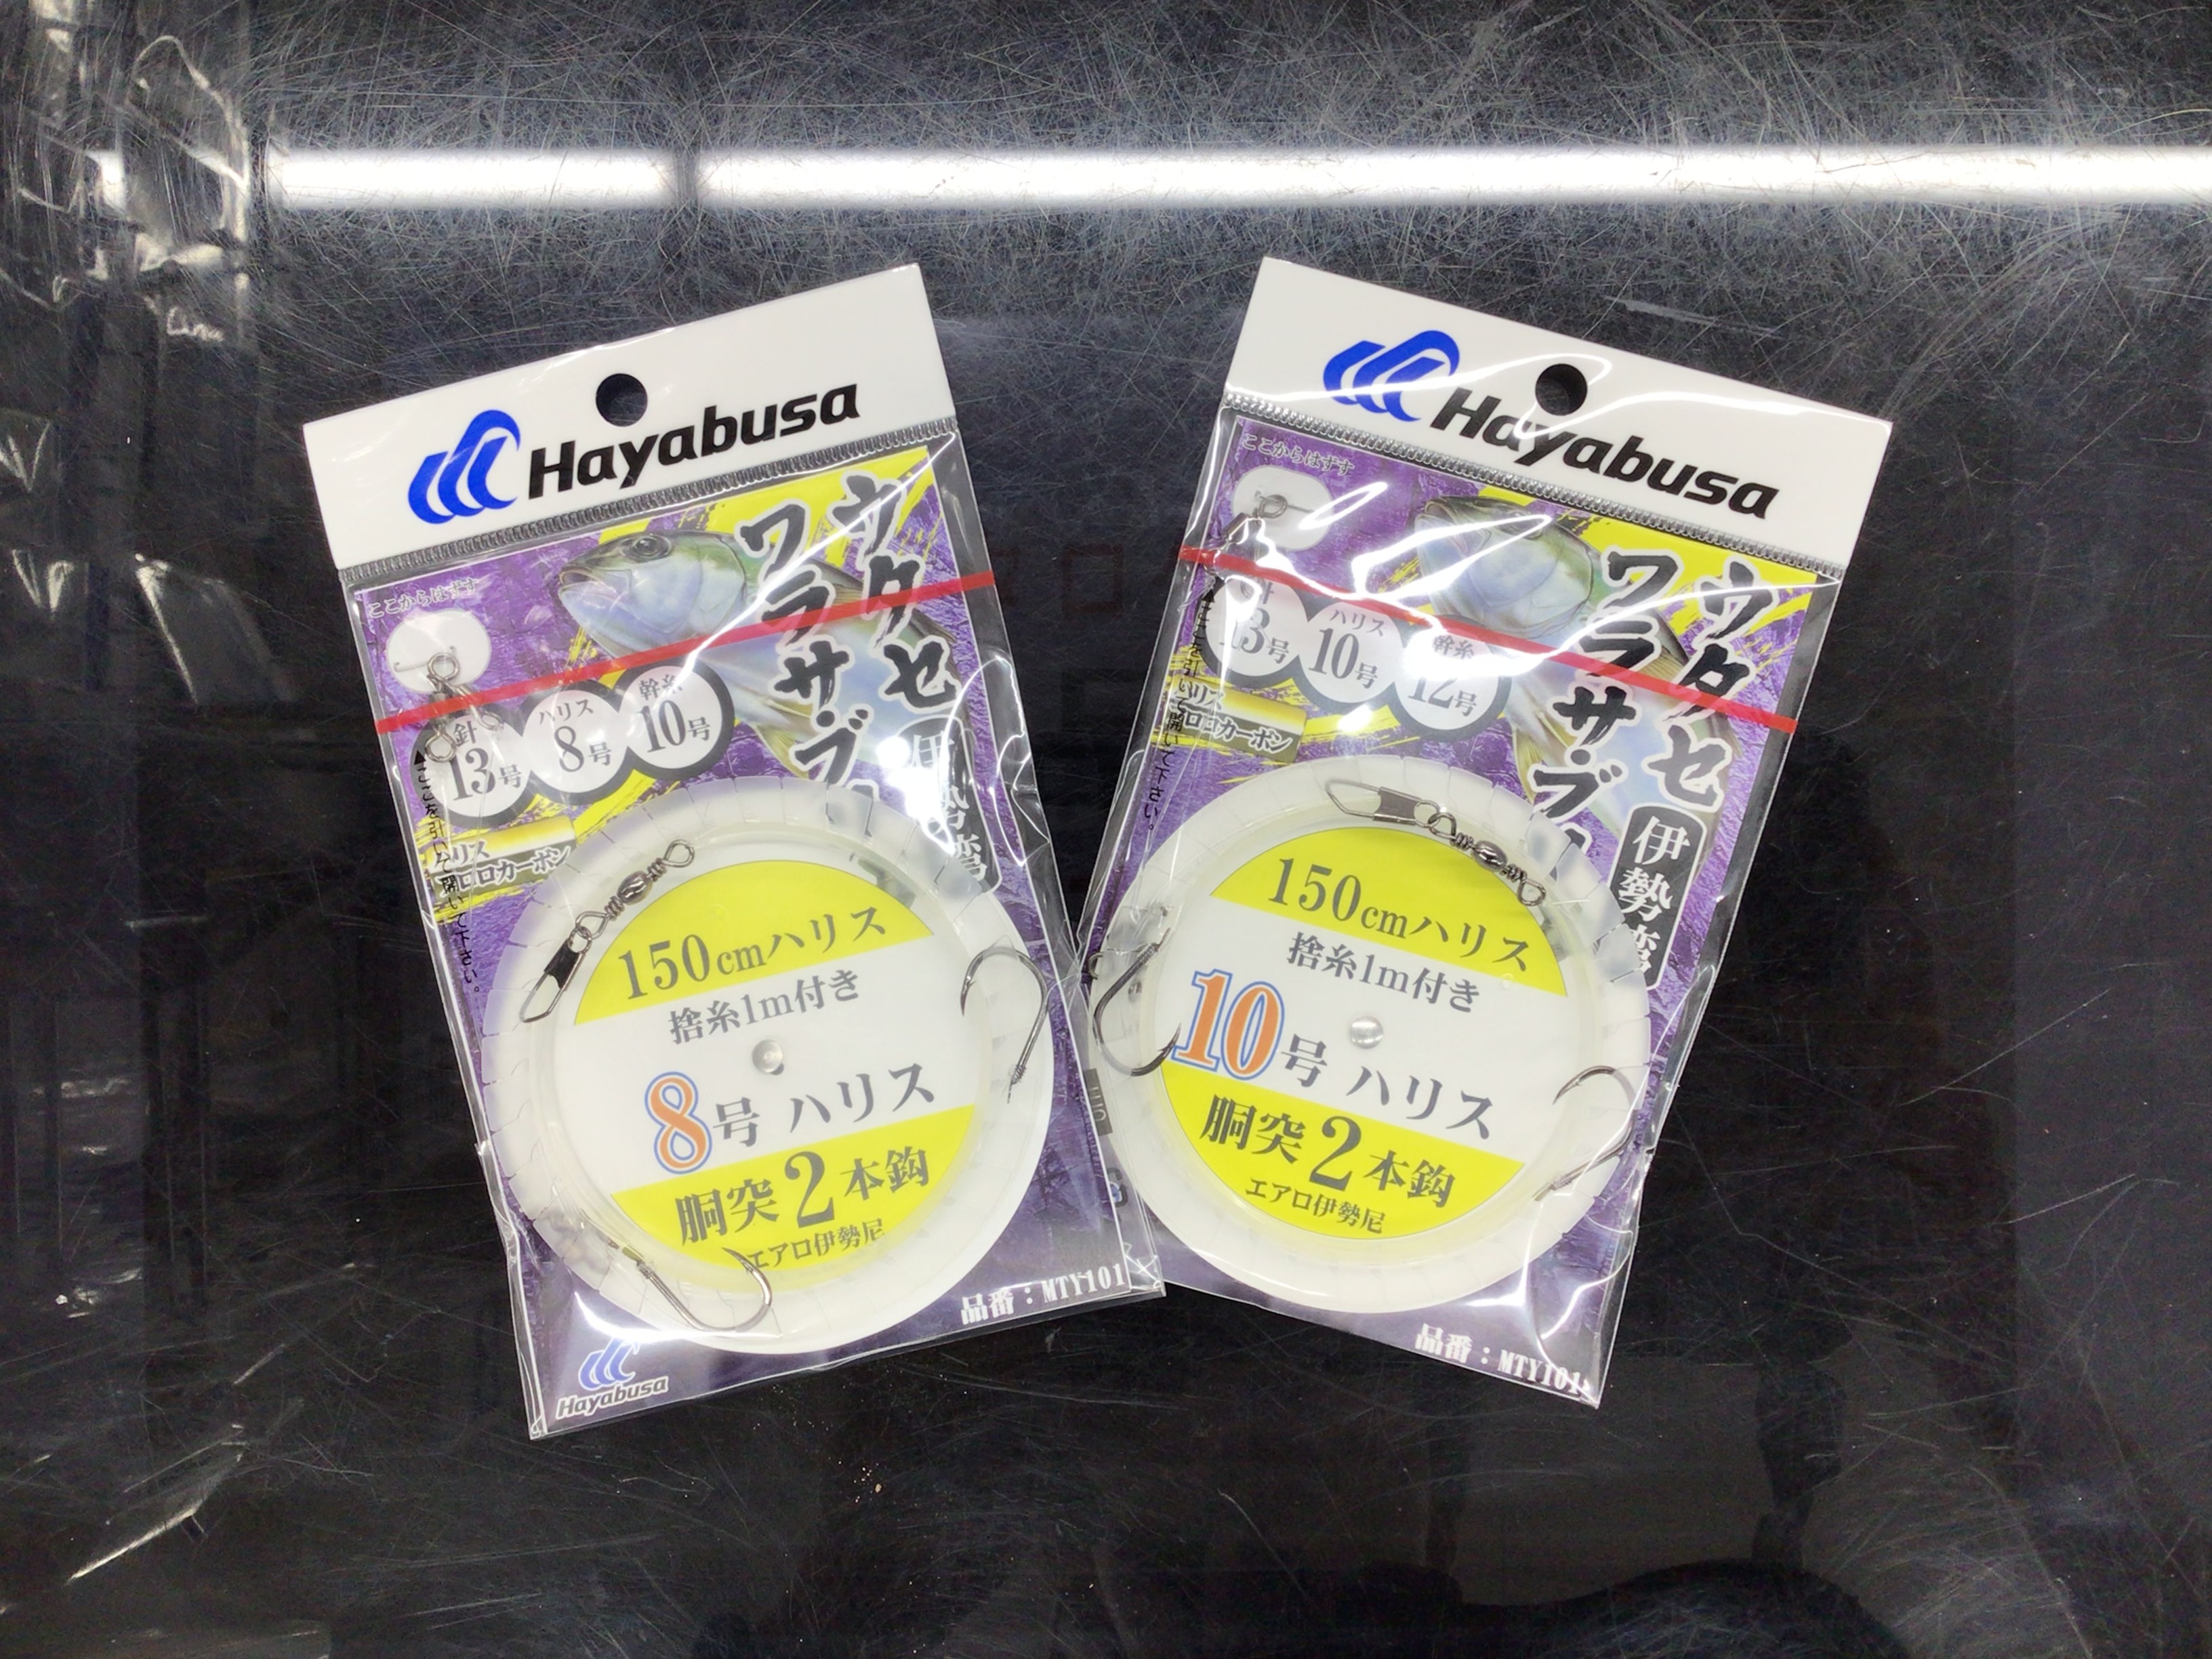 Hayabusa
ここからはずす
ウタセ
ワラサ・ブ
針
13号
ハリス
8号
幹糸
10号
ハリス
ロロカーボン
150cmハリス
捨糸1m付き
8号 ハリス
胴突2本鈎
エアロ伊勢尼
品番：MTY101
Hayabusa
Hayabusa
ここからはずす
ウタセ
伊勢湾
ワラサ・ブ
針
13号
ハリス
10号
幹糸
12号
ハリス
ロロカーボン
150cmハリス
捨糸1m付き
10号 ハリス
胴突2本鈎
エアロ伊勢尼
品番：MTY101